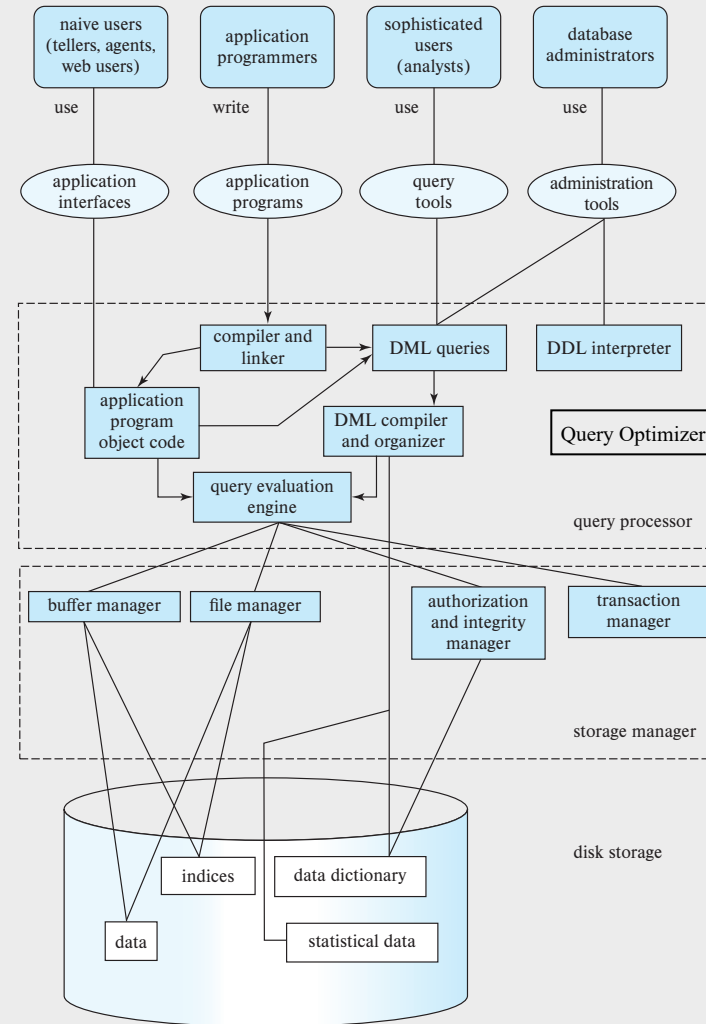 naive users
(tellers, agents,
web users)
application
programmers
sophisticated
users
(analysts)
database
administrators
use
write
use
use
application
interfaces
application
programs
query
tools
administration
tools
compiler and
linker
DML queries
DDL interpreter
application
program
object code
DML compiler
and organizer
Query Optimizer
query evaluation
engine
query processor
buffer manager
file manager
authorization
and integrity
manager
transaction
manager
storage manager
disk storage
indices
data dictionary
data
statistical data